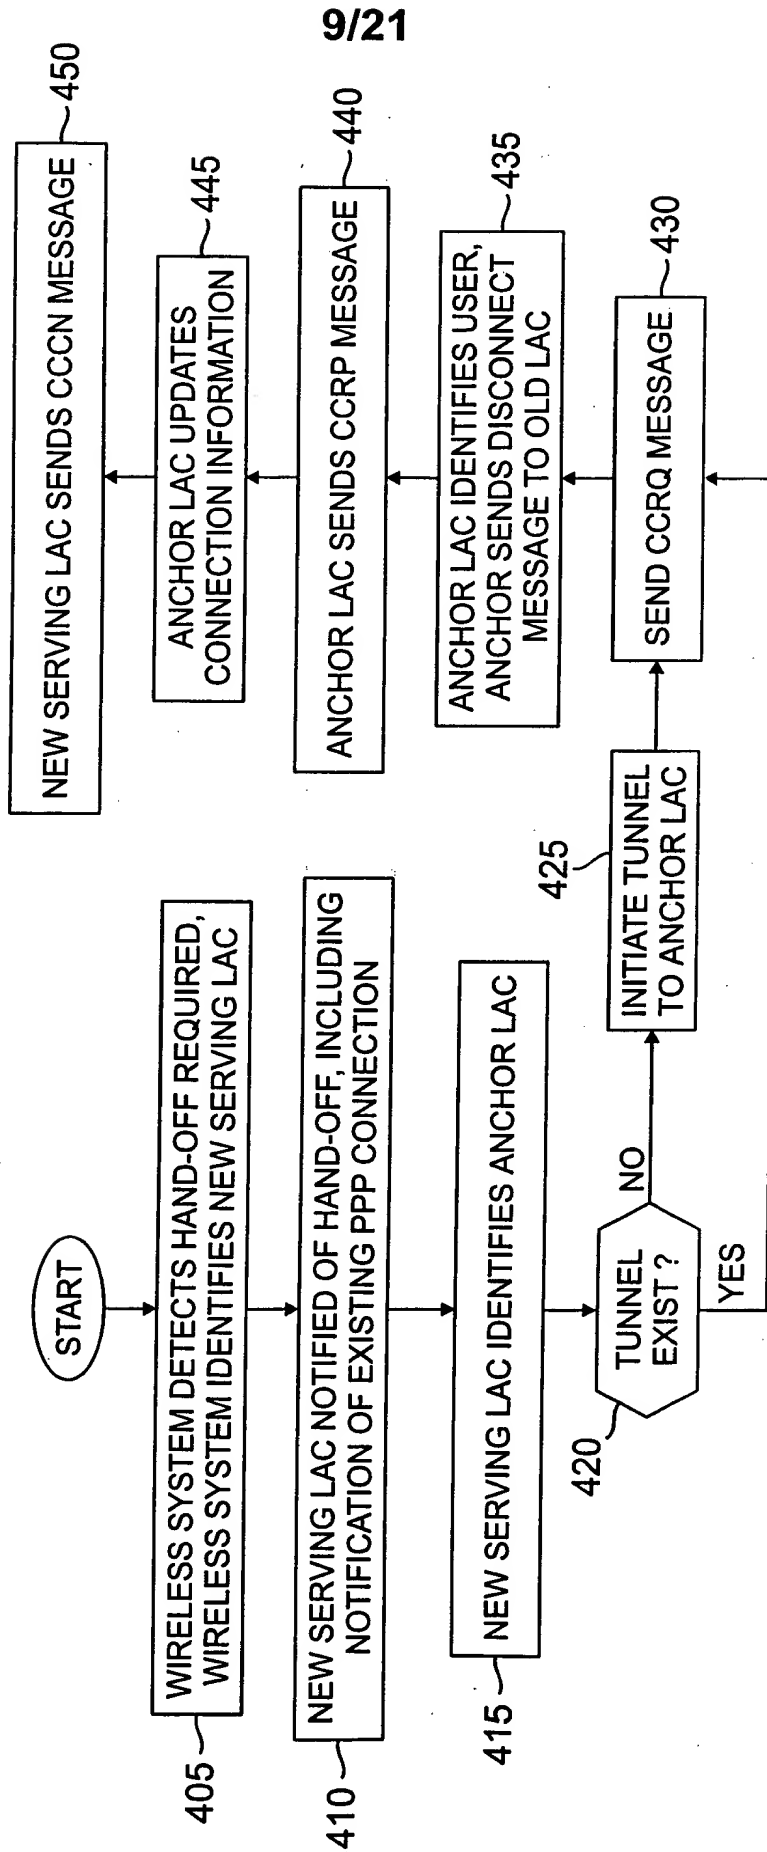 9/21
START
WIRELESS SYSTEM DETECTS HAND-OFF REQUIRED,
WIRELESS SYSTEM IDENTIFIES NEW SERVING LAC
405
NEW SERVING LAC NOTIFIED OF HAND-OFF, INCLUDING
NOTIFICATION OF EXISTING PPP CONNECTION
410
NEW SERVING LAC IDENTIFIES ANCHOR LAC
415
TUNNEL
EXIST ?
420
NO
YES
INITIATE TUNNEL
TO ANCHOR LAC
425
SEND CCRQ MESSAGE
430
ANCHOR LAC IDENTIFIES USER,
ANCHOR SENDS DISCONNECT
MESSAGE TO OLD LAC
435
ANCHOR LAC SENDS CCRP MESSAGE
440
ANCHOR LAC UPDATES
CONNECTION INFORMATION
445
NEW SERVING LAC SENDS CCCN MESSAGE
450